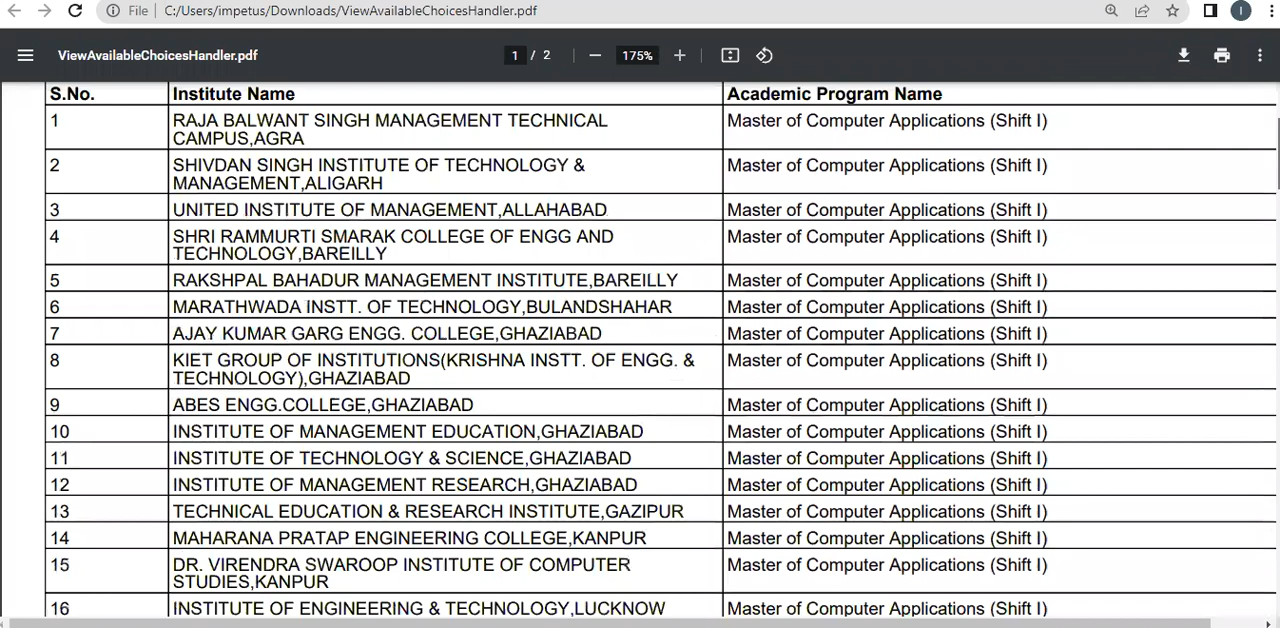 File | C:/Users/impetus/Downloads/ViewAvailableChoicesHandler.pdf
I
ViewAvailableChoicesHandler.pdf
1 / 2
175%
S.No. Institute Name Academic Program Name
1 RAJA BALWANT SINGH MANAGEMENT TECHNICAL Master of Computer Applications (Shift I)
CAMPUS,AGRA
2 SHIVDAN SINGH INSTITUTE OF TECHNOLOGY & Master of Computer Applications (Shift I)
MANAGEMENT,ALIGARH
3 UNITED INSTITUTE OF MANAGEMENT,ALLAHABAD Master of Computer Applications (Shift I)
4 SHRI RAMMURTI SMARAK COLLEGE OF ENGG AND Master of Computer Applications (Shift I)
TECHNOLOGY,BAREILLY
5 RAKSHPAL BAHADUR MANAGEMENT INSTITUTE,BAREILLY Master of Computer Applications (Shift I)
6 MARATHWADA INSTT. OF TECHNOLOGY,BULANDSHAHAR Master of Computer Applications (Shift I)
7 AJAY KUMAR GARG ENGG. COLLEGE,GHAZIABAD Master of Computer Applications (Shift I)
8 KIET GROUP OF INSTITUTIONS(KRISHNA INSTT. OF ENGG. & Master of Computer Applications (Shift I)
TECHNOLOGY),GHAZIABAD
9 ABES ENGG.COLLEGE,GHAZIABAD Master of Computer Applications (Shift I)
10 INSTITUTE OF MANAGEMENT EDUCATION,GHAZIABAD Master of Computer Applications (Shift I)
11 INSTITUTE OF TECHNOLOGY & SCIENCE,GHAZIABAD Master of Computer Applications (Shift I)
12 INSTITUTE OF MANAGEMENT RESEARCH,GHAZIABAD Master of Computer Applications (Shift I)
13 TECHNICAL EDUCATION & RESEARCH INSTITUTE,GAZIPUR Master of Computer Applications (Shift I)
14 MAHARANA PRATAP ENGINEERING COLLEGE,KANPUR Master of Computer Applications (Shift I)
15 DR. VIRENDRA SWAROOP INSTITUTE OF COMPUTER Master of Computer Applications (Shift I)
STUDIES,KANPUR
16 INSTITUTE OF ENGINEERING & TECHNOLOGY,LUCKNOW Master of Computer Applications (Shift I)